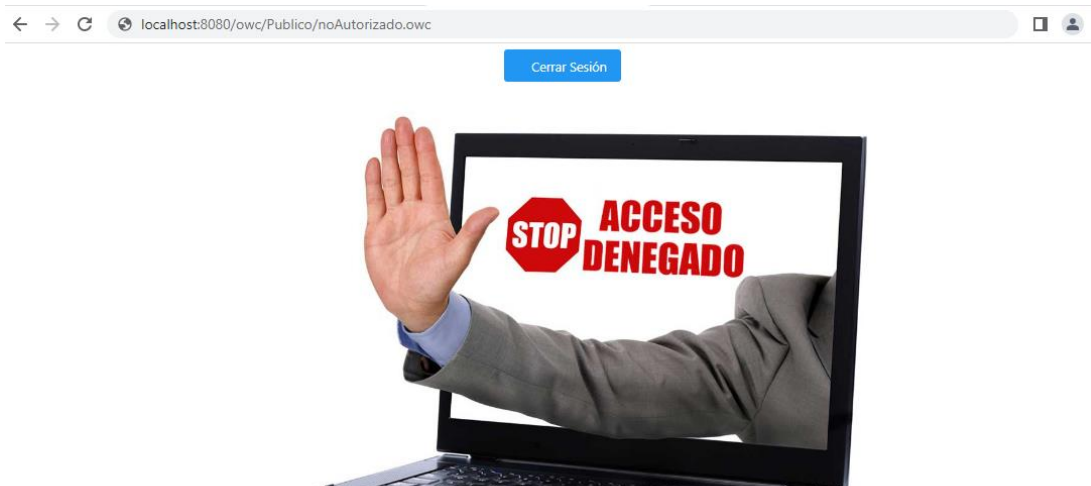 localhost:8080/owc/Publico/noAutorizado.owc
Cerrar Sesión
STOP
ACCESO
DENEGADO